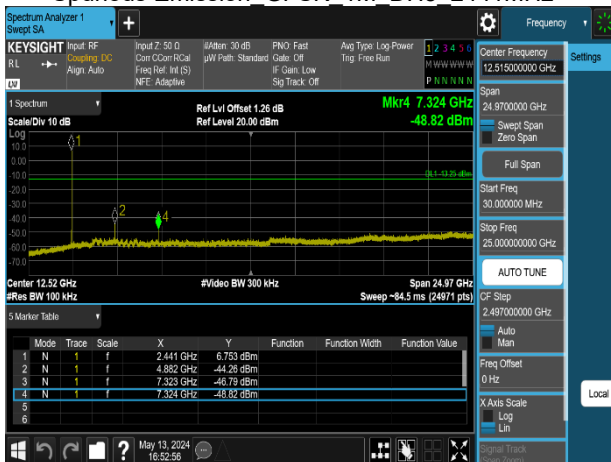 Spectrum Analyzer 1
Swept SA
Frequency
KEYSIGHT
RL
Input: RF
Coupling: DC
Align: Auto
Input Z: 50 Ω
Corr CCorr RCal
Freq Ref: Int (S)
NFE: Adaptive
#Atten: 30 dB
µW Path: Standard
PNO: Fast
Gate: Off
IF Gain: Low
Sig Track: Off
Avg Type: Log-Power
Trig: Free Run
1 2 3 4 5 6
M W W W W W
P N N N N N
Center Frequency
12.515000000 GHz
Settings
1 Spectrum
Scale/Div 10 dB
Ref Lvl Offset 1.26 dB
Ref Level 20.00 dBm
Mkr4 7.324 GHz
-48.82 dBm
Span
24.9700000 GHz
Swept Span
Zero Span
Log
10.0
0.00
-10.0
-20.0
-30.0
-40.0
-50.0
-60.0
-70.0
1
2
4
DL1 -13.25 dBm
Full Span
Start Freq
30.000000 MHz
Stop Freq
25.000000000 GHz
AUTO TUNE
Center 12.52 GHz
#Video BW 300 kHz
Span 24.97 GHz
#Res BW 100 kHz
Sweep ~84.5 ms (24971 pts)
CF Step
2.497000000 GHz
Auto
Man
5 Marker Table
Mode Trace Scale X Y Function Function Width Function Value
1 N 1 f 2.441 GHz 6.753 dBm
2 N 1 f 4.882 GHz -44.26 dBm
3 N 1 f 7.323 GHz -46.79 dBm
4 N 1 f 7.324 GHz -48.82 dBm
5
6
Freq Offset
0 Hz
X Axis Scale
Log
Lin
Local
Signal Track
(Span Zoom)
May 13, 2024
16:52:56